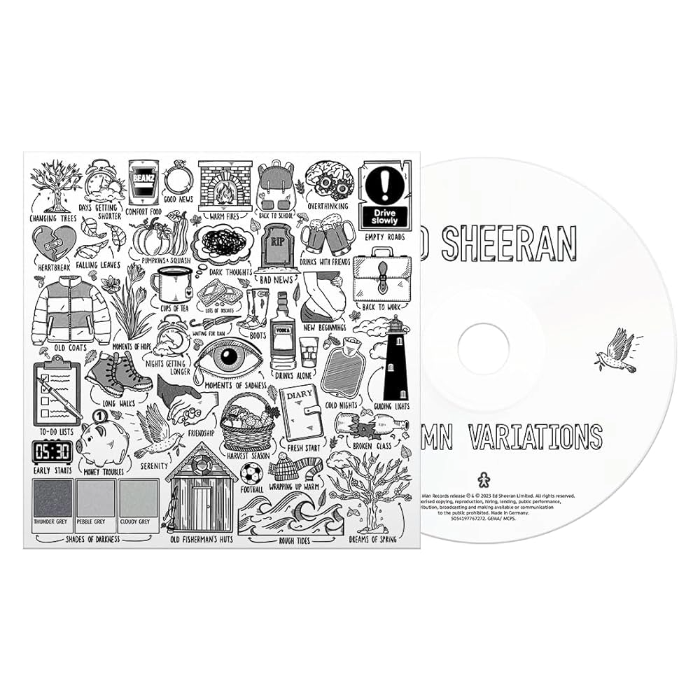 CHANGING TREES
DAYS GETTING
SHORTER
BEANZ
COMFORT FOOD
GOOD NEWS
WARM FIRES
BACK TO SCHOOL
OVERTHINKING
!
Drive
slowly
EMPTY ROADS
HEARTBREAK
FALLING LEAVES
PUMPKINS & SQUASH
DARK THOUGHTS
RIP
BAD NEWS
DRINKS WITH FRIENDS
BACK TO WORK
OLD COATS
MOMENTS OF HOPE
CUPS OF TEA
LOTS OF BISCUITS
WAITING FOR RAIN
BOOTS
VODKA
DRINKS ALONE
NEW BEGINNINGS
NIGHTS GETTING
LONGER
MOMENTS OF SADNESS
COLD NIGHTS
GUIDING LIGHTS
TO-DO LISTS
LONG WALKS
FRIENDSHIP
HARVEST SEASON
DIARY
FRESH START
BROKEN GLASS
05:30
EARLY STARTS
1
MONEY TROUBLES
SERENITY
FOOTBALL
WRAPPING UP WARM
THUNDER GREY
PEBBLE GREY
CLOUDY GREY
SHADES OF DARKNESS
OLD FISHERMAN'S HUTS
ROUGH TIDES
DREAMS OF SPRING
D SHEERAN
MN VARIATIONS
Man Records release ℗ & © 2023 Ed Sheeran Limited. All rights reserved.
rised copying, reproduction, hiring, lending, public performance,
bution, broadcasting and making available or communication
to the public prohibited. Made in Germany.
5054197767272. GEMA/ MCPS.